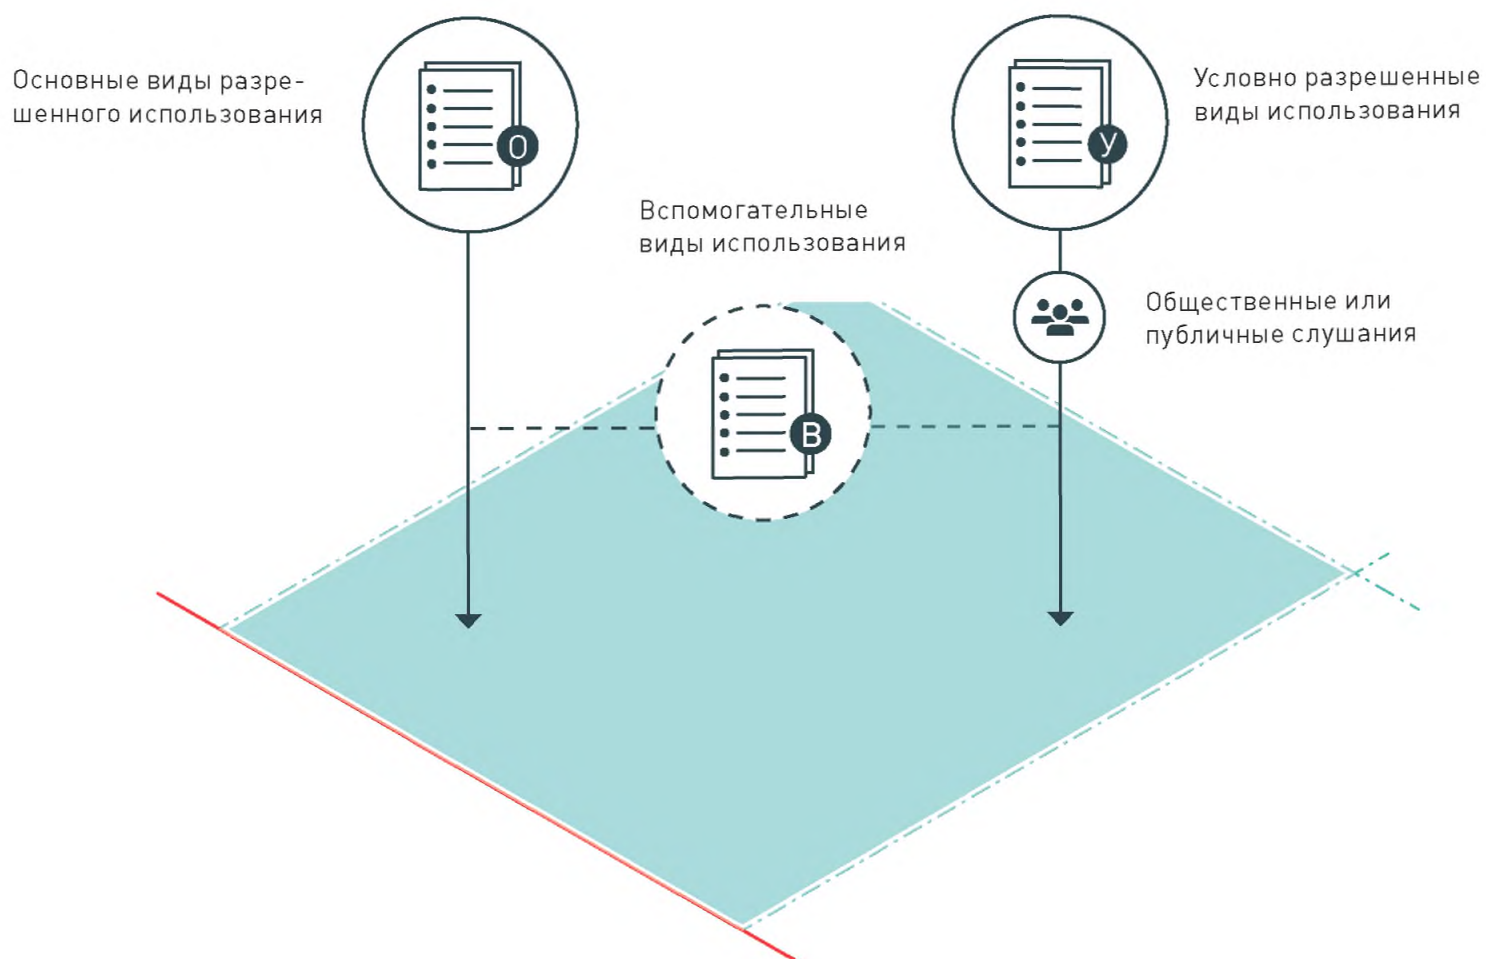 Основные виды разре-
шенного использования
О
Условно разрешенные
виды использования
У
Вспомогательные
виды использования
В
Общественные или
публичные слушания